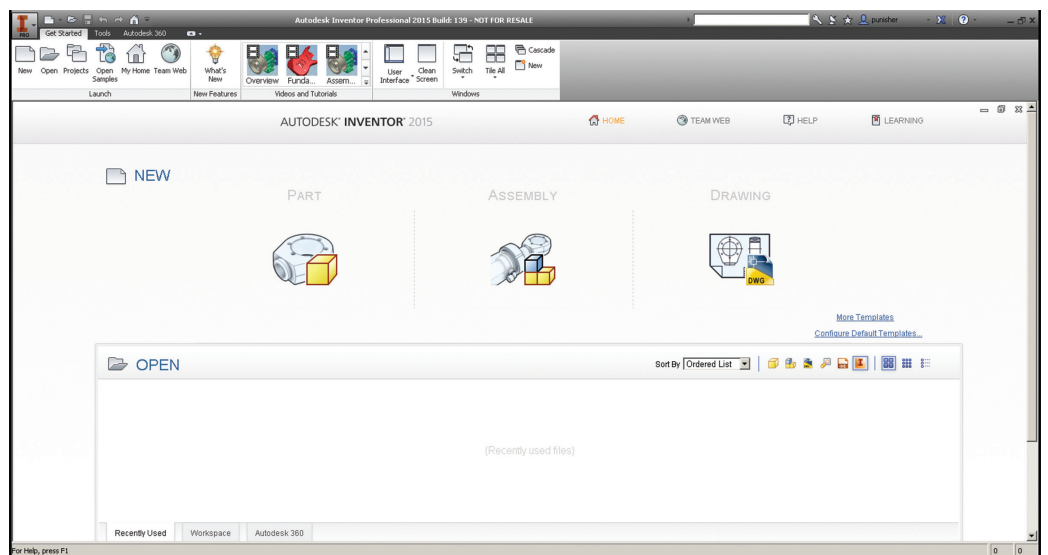 Autodesk Inventor Professional 2015 Build: 139 - NOT FOR RESALE
punisher
PRO
Get Started Tools Autodesk 360
New Open Projects Open Samples My Home Team Web What's New Overview Funda... Assem... User Interface Clean Screen Switch Tile All Cascade New
Launch New Features Videos and Tutorials Windows
AUTODESK® INVENTOR® 2015 HOME TEAM WEB HELP LEARNING
NEW
PART ASSEMBLY DRAWING
DWG
More Templates
Configure Default Templates...
OPEN Sort By Ordered List
(Recently used files)
Recently Used Workspace Autodesk 360
For Help, press F1 0 0